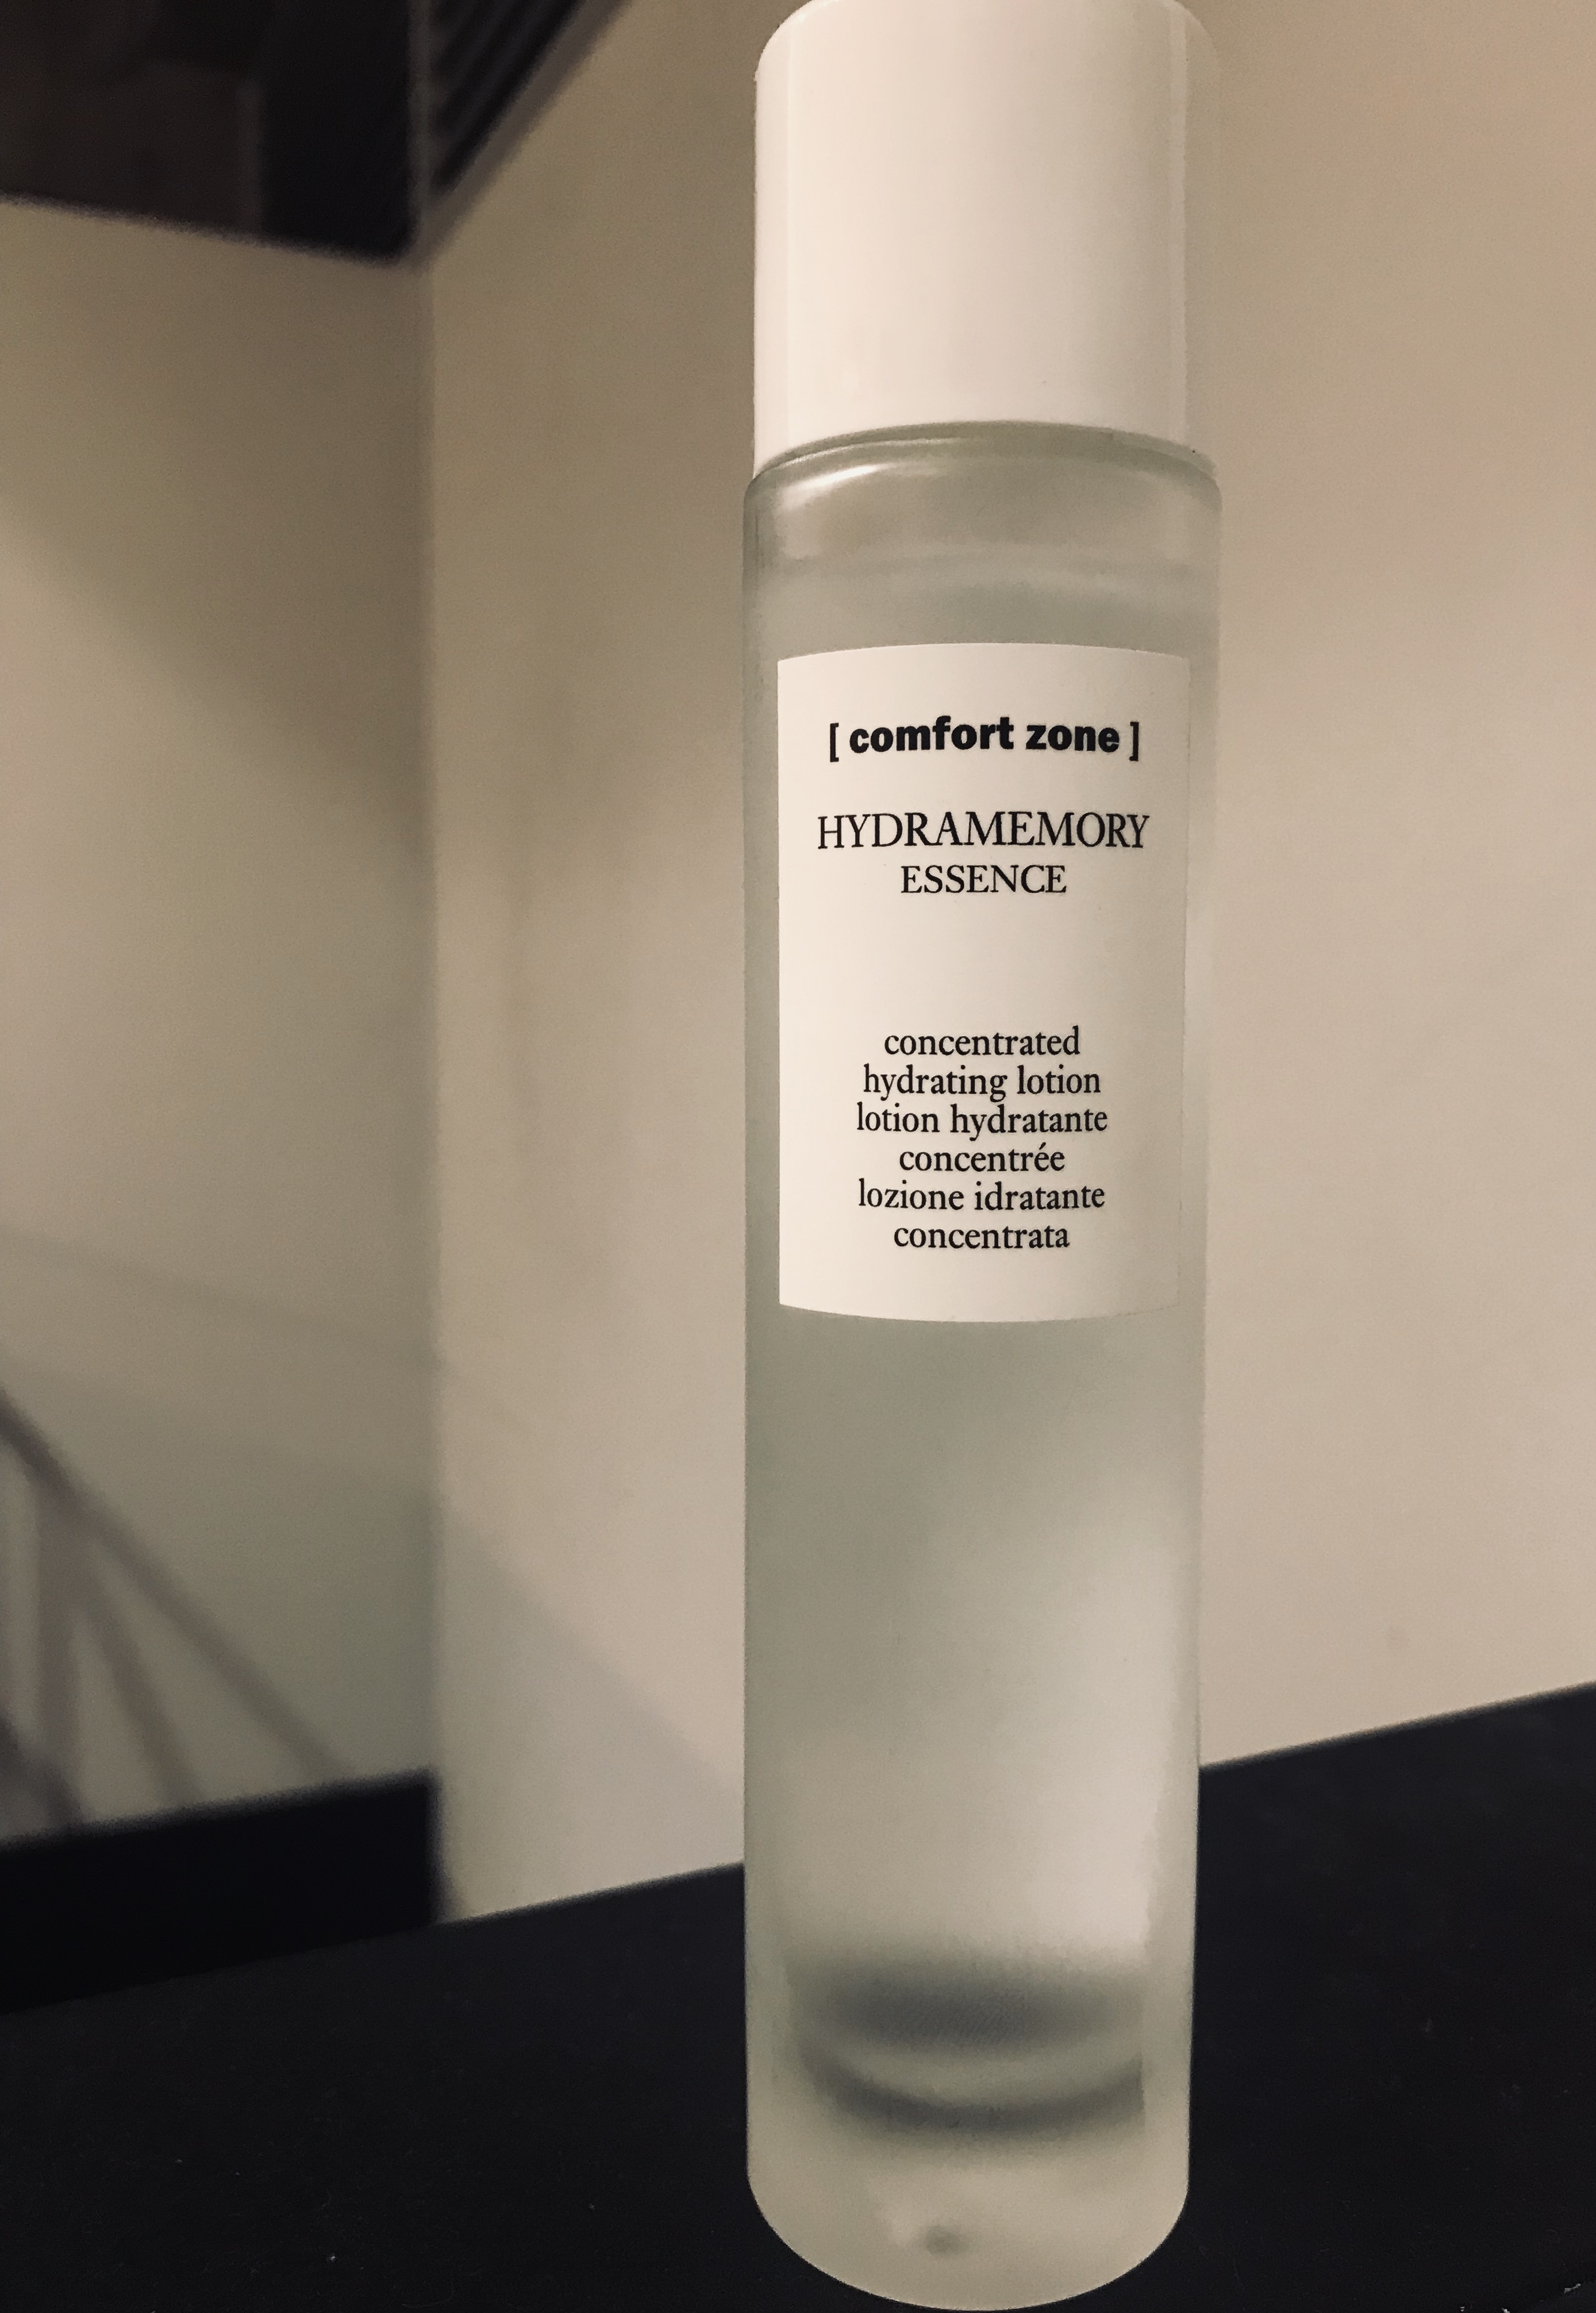 [ comfort zone ]
HYDRAMEMORY
ESSENCE
concentrated
hydrating lotion
lotion hydratante
concentrée
lozione idratante
concentrata